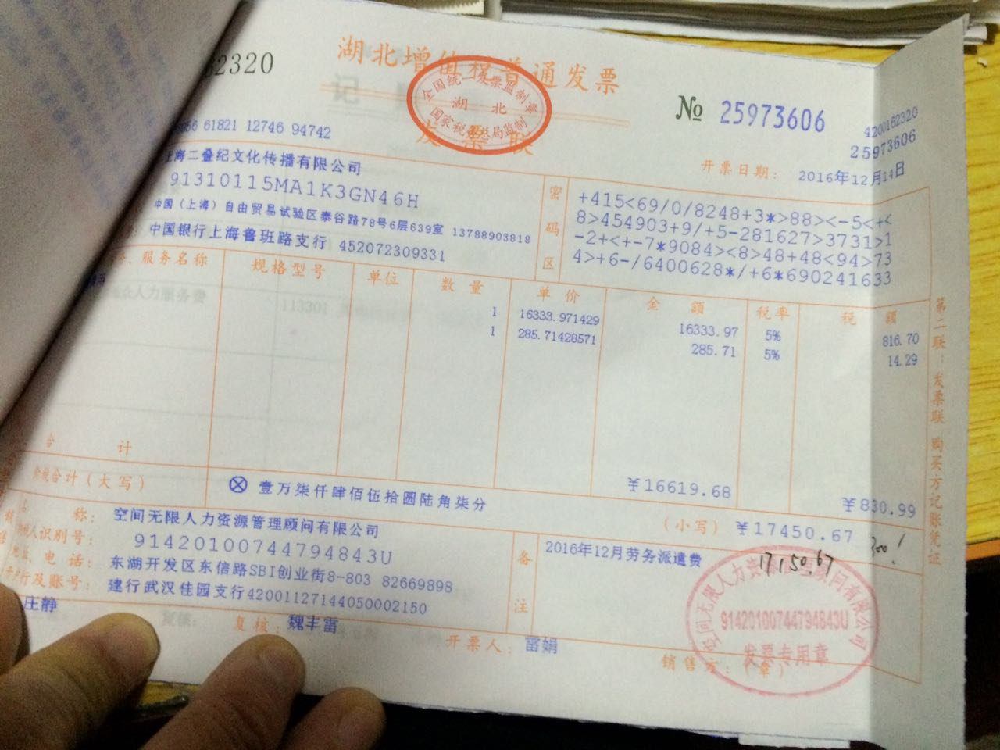 湖北增值税普通发票
发票联
全国统一发票监制章
湖北
国家税务总局监制
2320
№ 25973606
4200162320
25973606
开票日期: 2016年12月14日
61821 12746 94742
海二叠纪文化传播有限公司
91310115MA1K3GN46H
中国(上海)自由贸易试验区泰谷路78号6层639室 13788903818
中国银行上海鲁班路支行 452072309331
密码区
+415<69/0/8248+3*>88><-5<+<
8>454903+9/+5-281627>3731>1
-2+<+-7*9084><8>48+48<94>73
4>+6-/6400628*/+6*690241633
、服务名称 规格型号 单位 数量 单价 金额 税率 税额
1 16333.971429 16333.97 5% 816.70
1 285.71428571 285.71 5% 14.29
人力服务费
合计 ¥16619.68 ¥830.99
价税合计(大写) ⊗壹万柒仟肆佰伍拾圆陆角柒分 (小写) ¥17450.67
300!
17150.67
称: 空间无限人力资源管理顾问有限公司
人识别号: 91420100744794843U
、电话: 东湖开发区东信路SBI创业街8-803 82669898
行及账号: 建行武汉佳园支行42001127144050002150
备注
2016年12月劳务派遣费
庄静 复核: 魏丰雷 开票人: 雷娟 销售方: (章)
空间无限人力资源管理顾问有限公司
91420100744794843U
发票专用章
第二联:发票联 购买方记账凭证